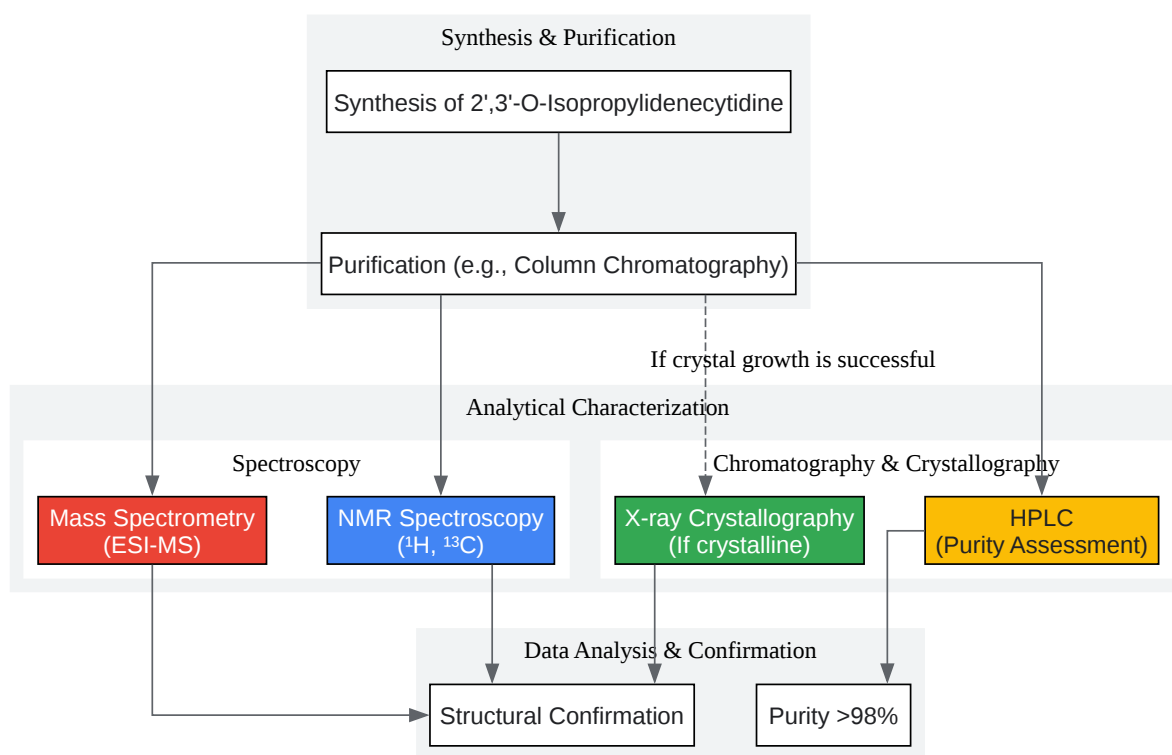 Synthesis & Purification
Synthesis of 2',3'-O-Isopropylidenecytidine
Purification (e.g., Column Chromatography)
If crystal growth is successful
Analytical Characterization
Spectroscopy
Chromatography & Crystallography
Mass Spectrometry
(ESI-MS)
NMR Spectroscopy
(¹H, ¹³C)
X-ray Crystallography
(If crystalline)
HPLC
(Purity Assessment)
Data Analysis & Confirmation
Structural Confirmation
Purity >98%